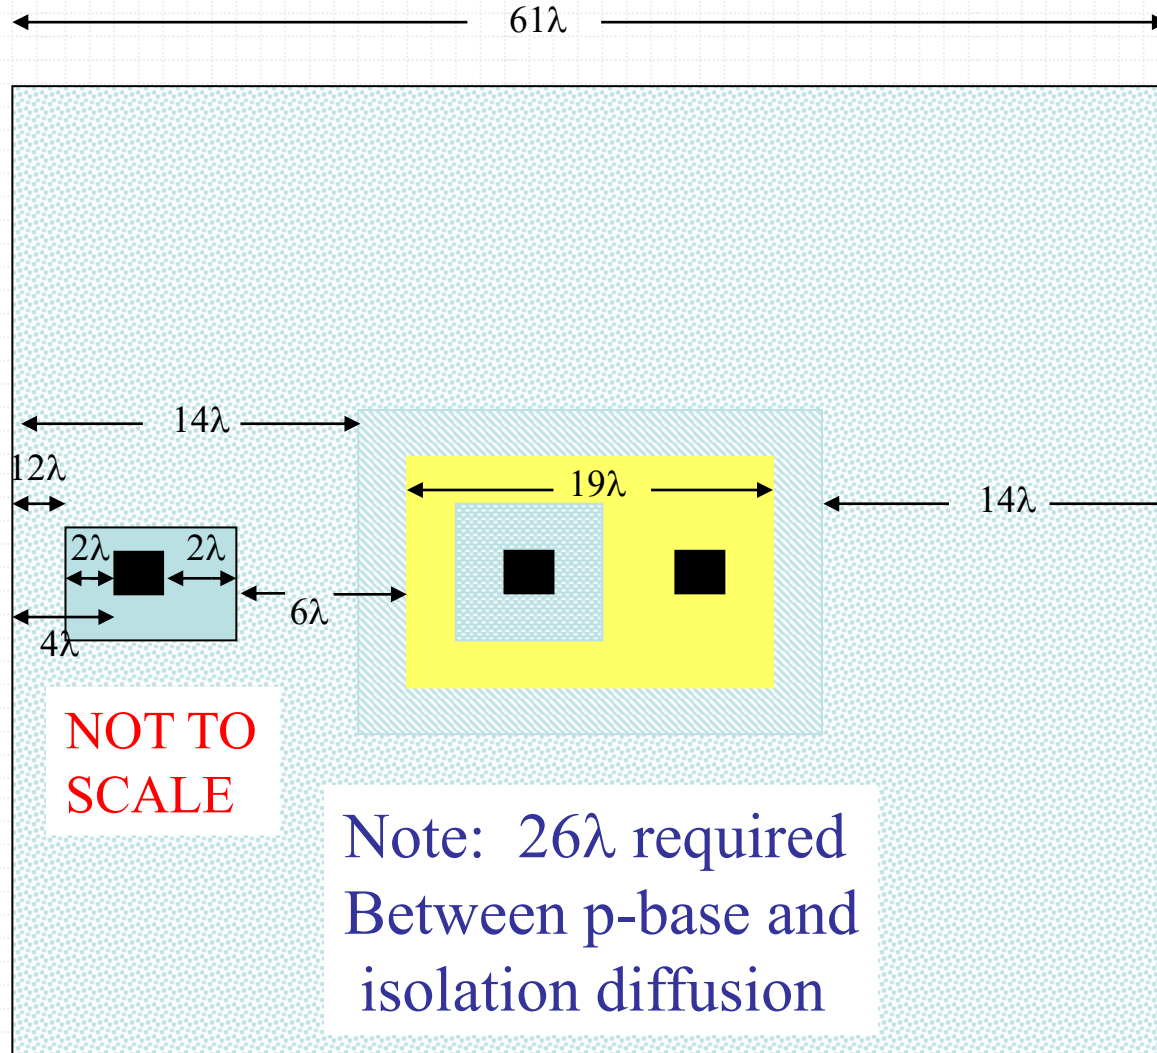 61λ
14λ
12λ
19λ
14λ
2λ
2λ
6λ
4λ
NOT TO
SCALE
Note: 26λ required
Between p-base and
isolation diffusion